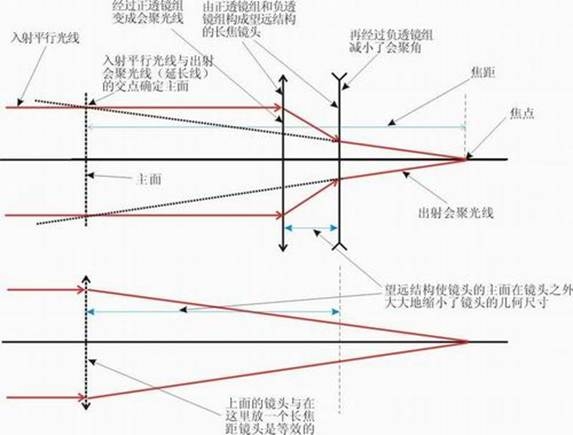 经过正透镜组
变成会聚光线
由正透镜组和负透
镜组构成望远结构
的长焦镜头
再经过负透镜组
减小了会聚角
入射平行光线
入射平行光线与出射
会聚光线（延长线）
的交点确定主面
焦距
焦点
主面
出射会聚光线
望远结构使镜头的主面在镜头之外
大大地缩小了镜头的几何尺寸
上面的镜头与在
这里放一个长焦
距镜头是等效的